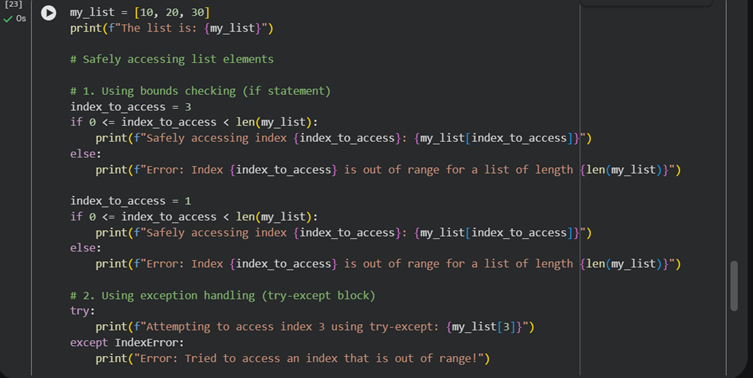 [23]
0s
my_list = [10, 20, 30]
print(f"The list is: {my_list}")
# Safely accessing list elements
# 1. Using bounds checking (if statement)
index_to_access = 3
if 0 <= index_to_access < len(my_list):
    print(f"Safely accessing index {index_to_access}: {my_list[index_to_access]}")
else:
    print(f"Error: Index {index_to_access} is out of range for a list of length {len(my_list)}")
index_to_access = 1
if 0 <= index_to_access < len(my_list):
    print(f"Safely accessing index {index_to_access}: {my_list[index_to_access]}")
else:
    print(f"Error: Index {index_to_access} is out of range for a list of length {len(my_list)}")
# 2. Using exception handling (try-except block)
try:
    print(f"Attempting to access index 3 using try-except: {my_list[3]}")
except IndexError:
    print("Error: Tried to access an index that is out of range!")